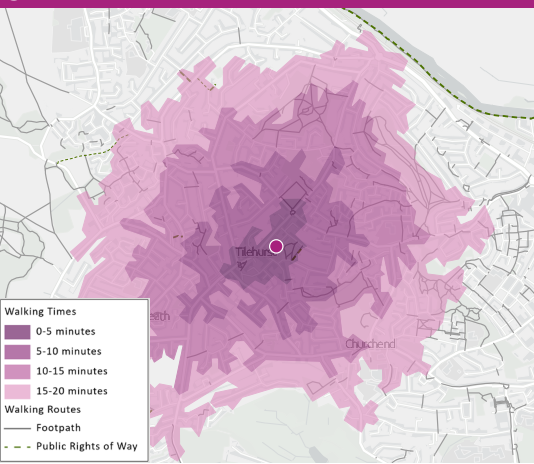 Tilehurst
Churchend
Walking Times
0-5 minutes
5-10 minutes
10-15 minutes
15-20 minutes
Walking Routes
Footpath
Public Rights of Way